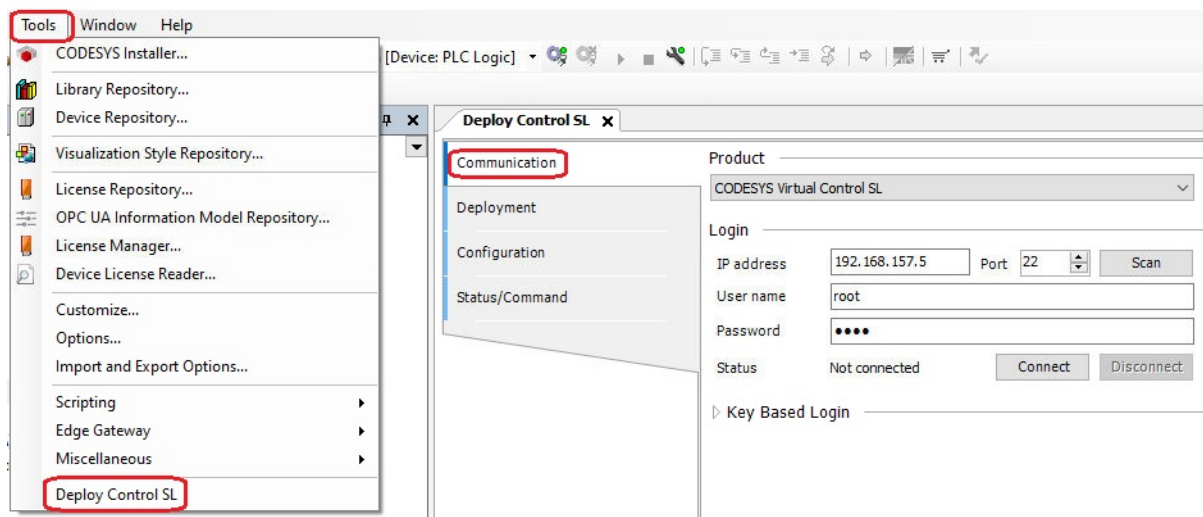 Tools Window Help
CODESYS Installer...
[Device: PLC Logic]
Library Repository...
Device Repository...
Visualization Style Repository...
License Repository...
OPC UA Information Model Repository...
License Manager...
Device License Reader...
Customize...
Options...
Import and Export Options...
Scripting
Edge Gateway
Miscellaneous
Deploy Control SL
Deploy Control SL
Communication
Deployment
Configuration
Status/Command
Product
CODESYS Virtual Control SL
Login
IP address 192.168.157.5 Port 22 Scan
User name root
Password ••••
Status Not connected Connect Disconnect
Key Based Login